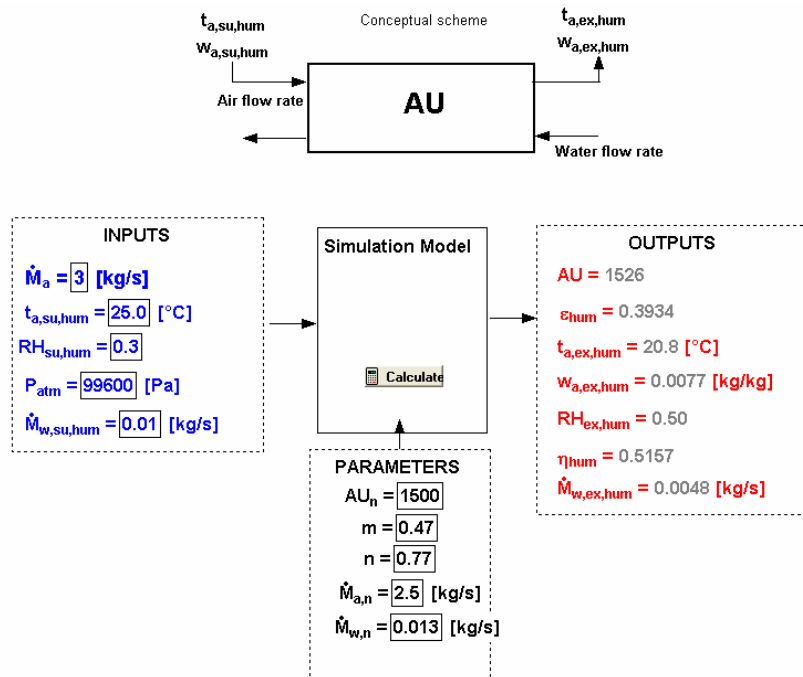 Conceptual scheme
t_a,su,hum
w_a,su,hum
t_a,ex,hum
w_a,ex,hum
Air flow rate
AU
Water flow rate
INPUTS
Ṁ_a = 3 [kg/s]
t_a,su,hum = 25.0 [°C]
RH_su,hum = 0.3
P_atm = 99600 [Pa]
Ṁ_w,su,hum = 0.01 [kg/s]
Simulation Model
Calculate
PARAMETERS
AU_n = 1500
m = 0.47
n = 0.77
Ṁ_a,n = 2.5 [kg/s]
Ṁ_w,n = 0.013 [kg/s]
OUTPUTS
AU = 1526
ε_hum = 0.3934
t_a,ex,hum = 20.8 [°C]
w_a,ex,hum = 0.0077 [kg/kg]
RH_ex,hum = 0.50
η_hum = 0.5157
Ṁ_w,ex,hum = 0.0048 [kg/s]